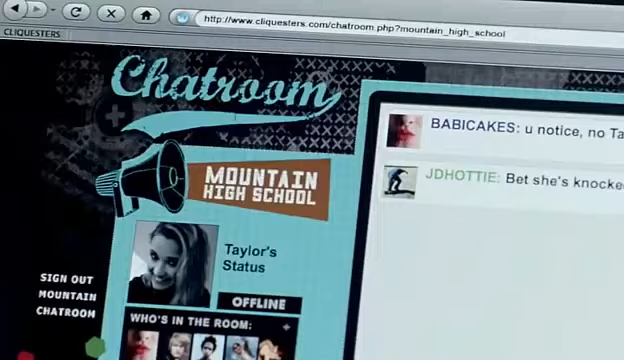 http://www.cliquesters.com/chatroom.php?mountain_high_school
CLIQUESTERS
Chatroom
BABICAKES: u notice, no Ta
JDHOTTIE: Bet she's knocke
MOUNTAIN
HIGH SCHOOL
Taylor's
Status
OFFLINE
SIGN OUT
MOUNTAIN
CHATROOM
WHO'S IN THE ROOM: